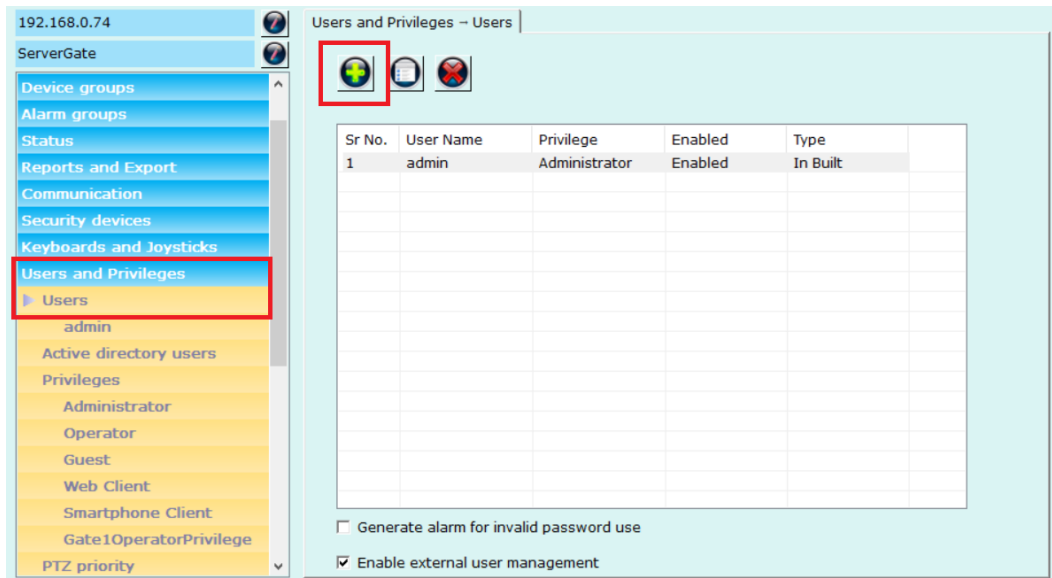 192.168.0.74
ServerGate
Device groups
Alarm groups
Status
Reports and Export
Communication
Security devices
Keyboards and Joysticks
Users and Privileges
Users
admin
Active directory users
Privileges
Administrator
Operator
Guest
Web Client
Smartphone Client
Gate1OperatorPrivilege
PTZ priority
Users and Privileges → Users
Sr No. User Name Privilege Enabled Type
1 admin Administrator Enabled In Built
Generate alarm for invalid password use
Enable external user management